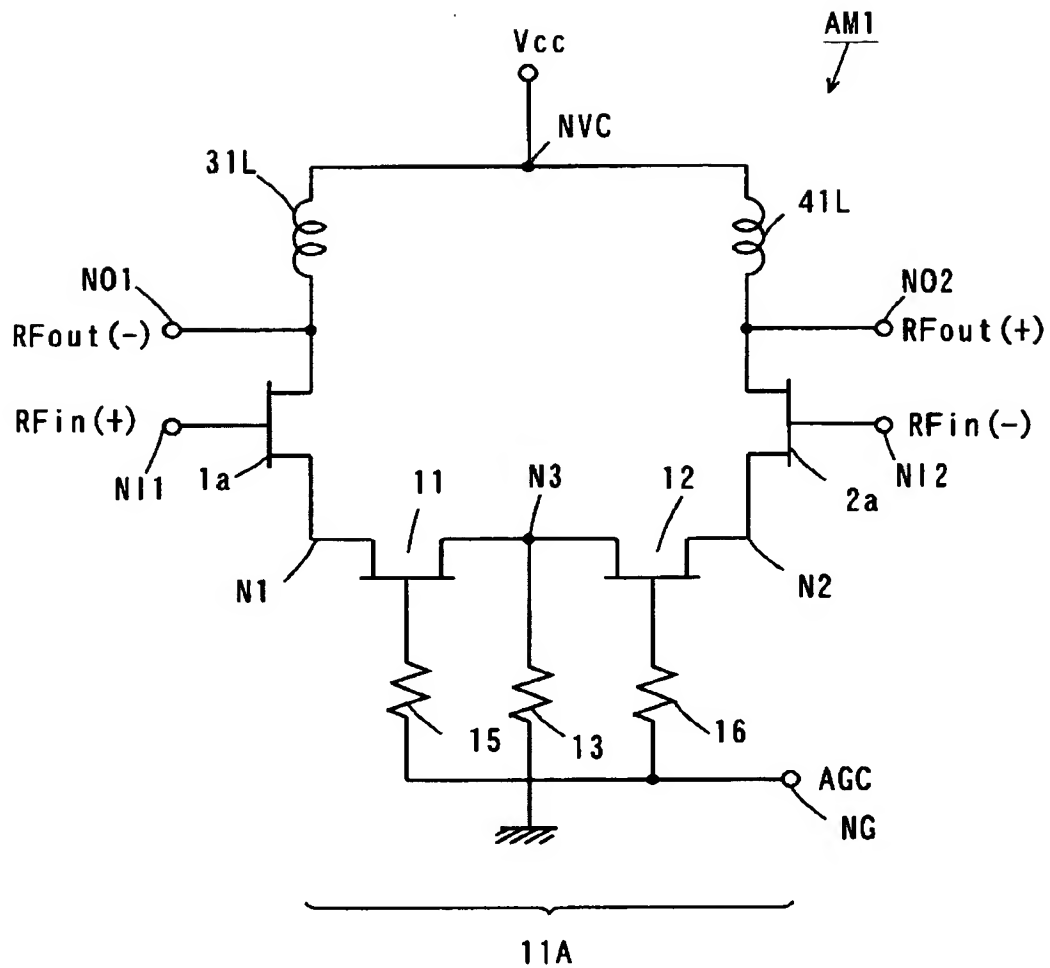 AM1
Vcc
NVC
31L
41L
NO1
NO2
RFout(-)
RFout(+)
RFin(+)
RFin(-)
NI1
1a
11
N3
12
2a
NI2
N1
N2
15
13
16
AGC
NG
11A